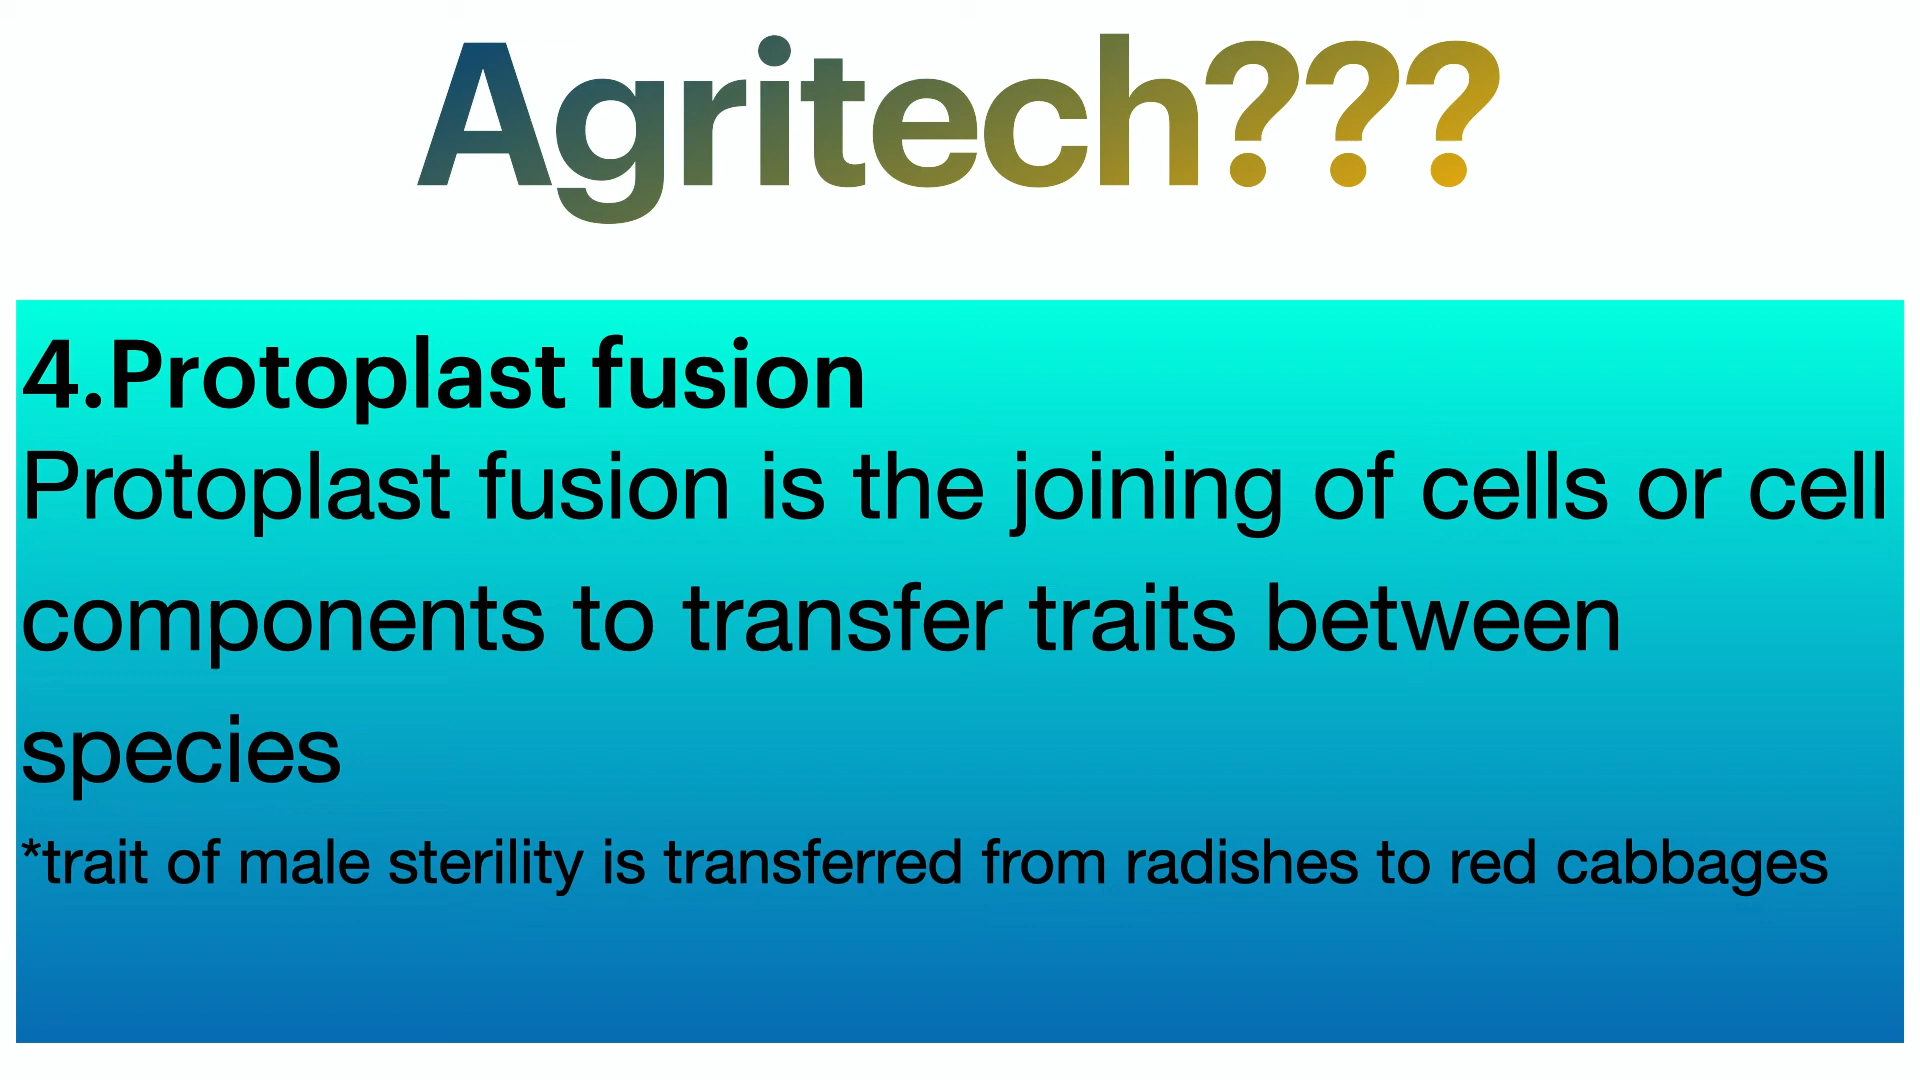 Agritech???
4.Protoplast fusion
Protoplast fusion is the joining of cells or cell
components to transfer traits between
species
*trait of male sterility is transferred from radishes to red cabbages